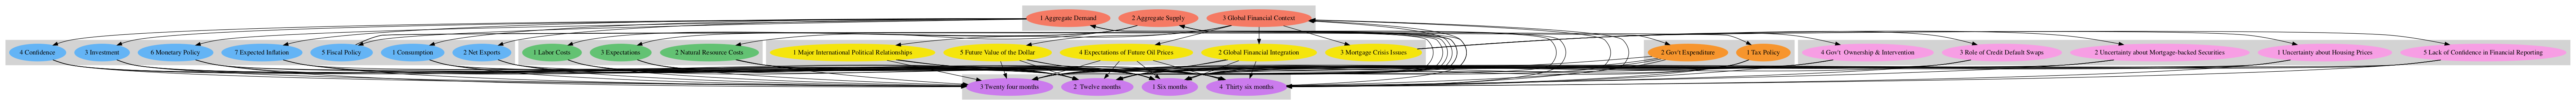 1 Aggregate Demand
2 Aggregate Supply
3 Global Financial Context
4 Confidence
3 Investment
6 Monetary Policy
7 Expected Inflation
5 Fiscal Policy
1 Consumption
2 Net Exports
1 Labor Costs
3 Expectations
2 Natural Resource Costs
1 Major International Political Relationships
5 Future Value of the Dollar
4 Expectations of Future Oil Prices
2 Global Financial Integration
3 Mortgage Crisis Issues
2 Gov't Expenditure
1 Tax Policy
4 Gov't Ownership & Intervention
3 Role of Credit Default Swaps
2 Uncertainty about Mortgage-backed Securities
1 Uncertainty about Housing Prices
5 Lack of Confidence in Financial Reporting
3 Twenty four months
2 Twelve months
1 Six months
4 Thirty six months